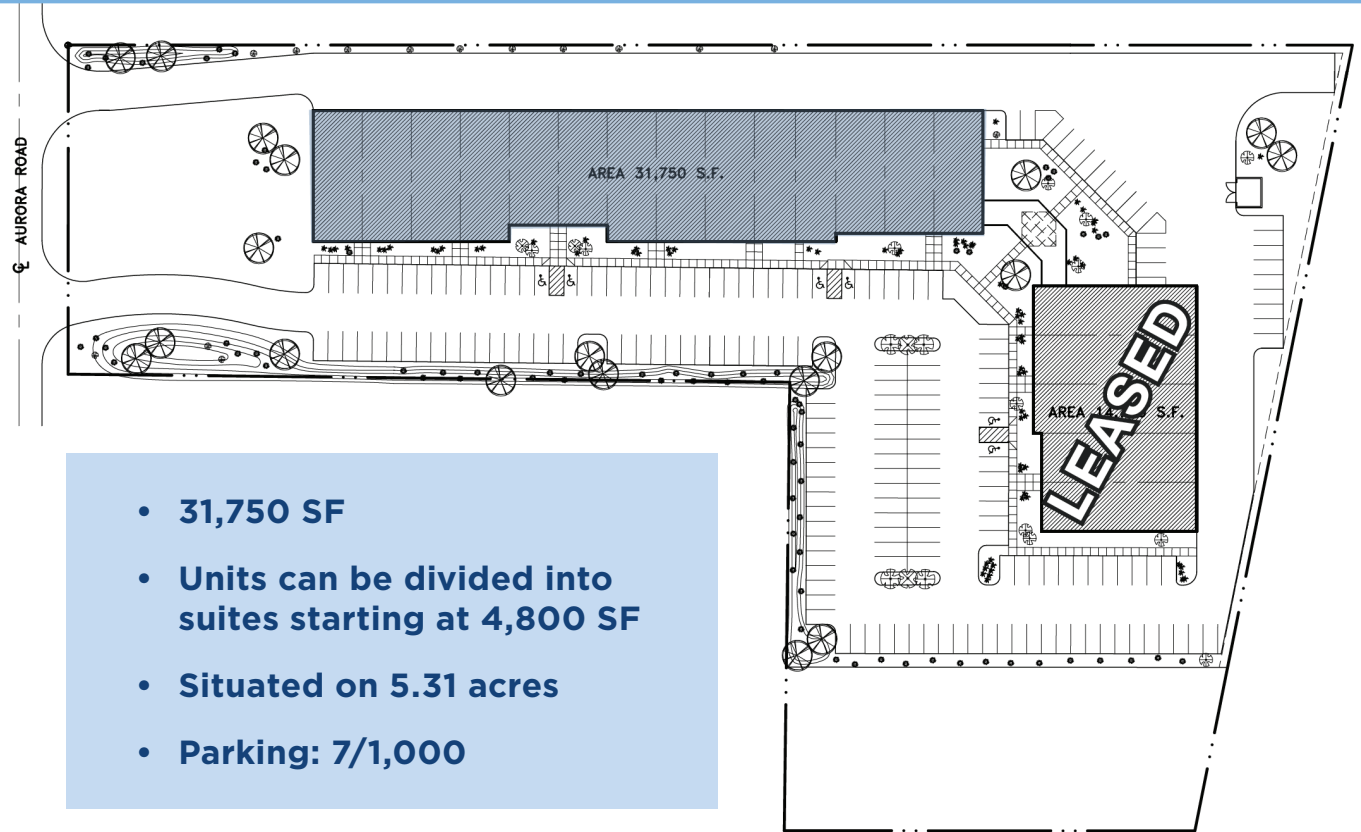 ℄ AURORA ROAD
AREA 31,750 S.F.
AREA 14, S.F.
LEASED
• 31,750 SF
• Units can be divided into
suites starting at 4,800 SF
• Situated on 5.31 acres
• Parking: 7/1,000